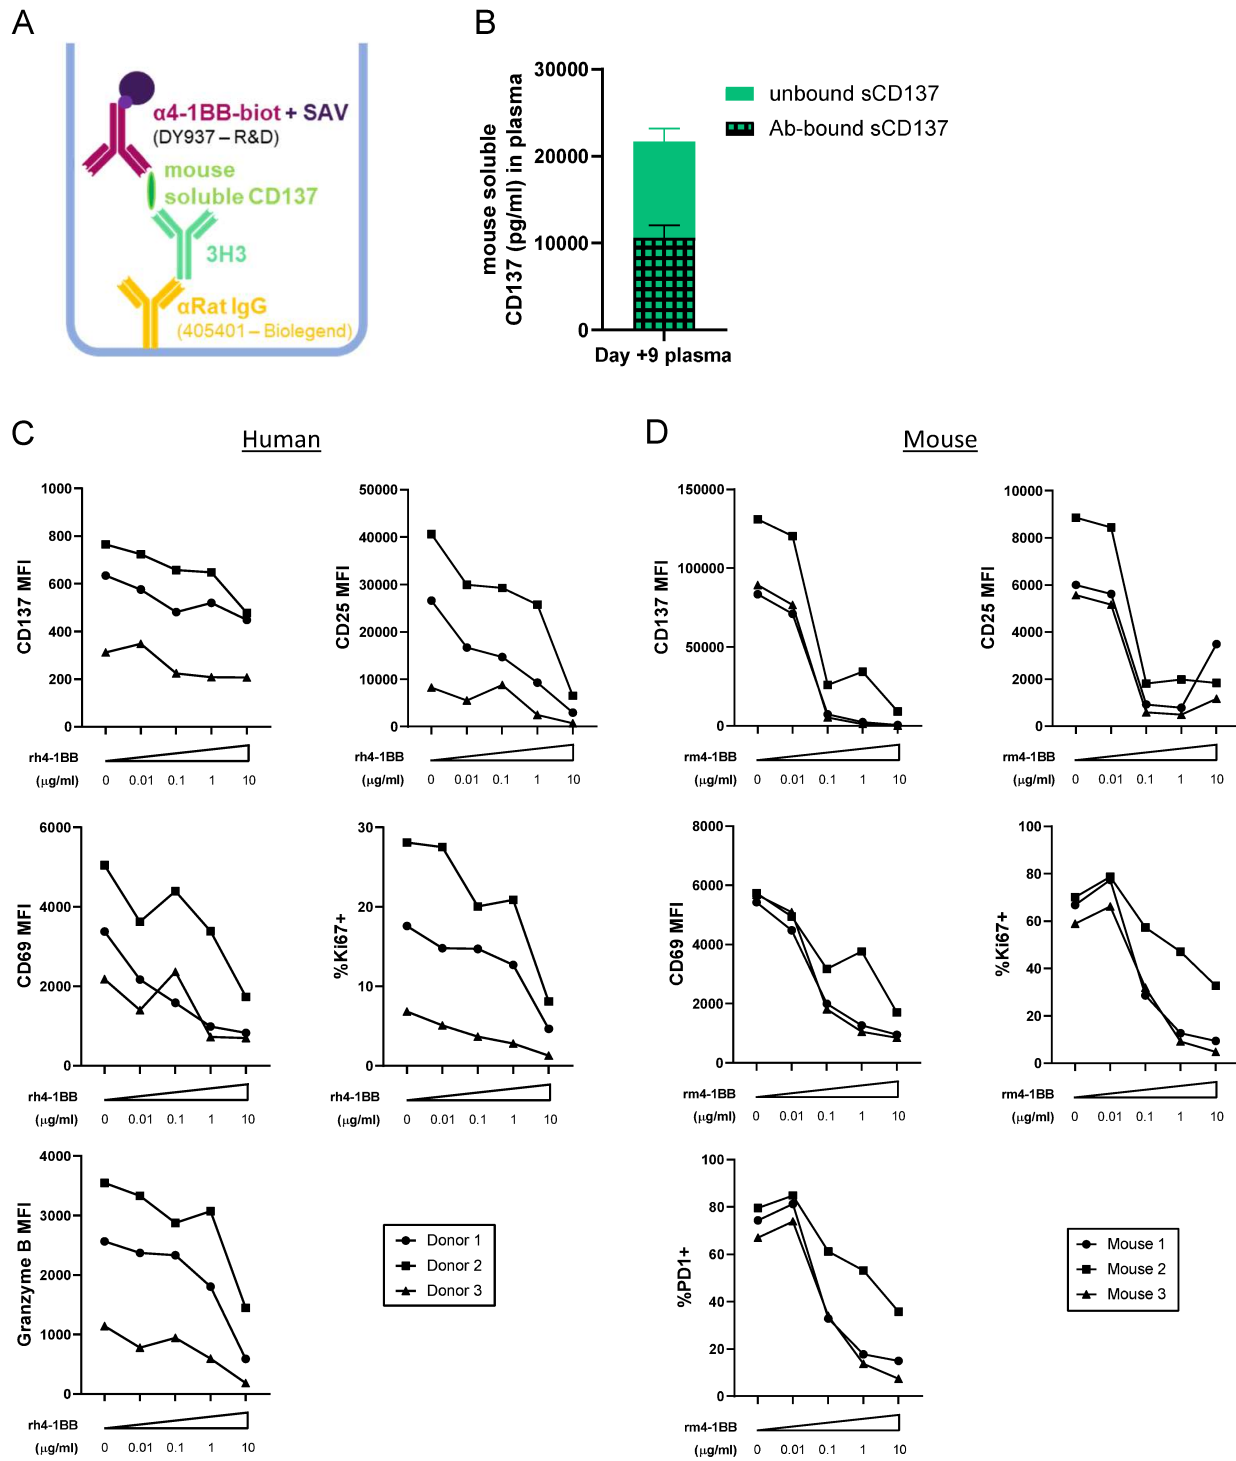 A
α4-1BB-biot + SAV
(DY937 – R&D)
mouse
soluble CD137
3H3
αRat IgG
(405401 – Biolegend)
B
mouse soluble
CD137 (pg/ml) in plasma
30000
20000
10000
0
Day +9 plasma
unbound sCD137
Ab-bound sCD137
C
Human
CD137 MFI
1000
800
600
400
200
0
rh4-1BB
(μg/ml)
0 0.01 0.1 1 10
CD25 MFI
50000
40000
30000
20000
10000
0
rh4-1BB
(μg/ml)
0 0.01 0.1 1 10
CD69 MFI
6000
4000
2000
0
rh4-1BB
(μg/ml)
0 0.01 0.1 1 10
%Ki67+
30
20
10
0
rh4-1BB
(μg/ml)
0 0.01 0.1 1 10
Granzyme B MFI
4000
3000
2000
1000
0
rh4-1BB
(μg/ml)
0 0.01 0.1 1 10
Donor 1
Donor 2
Donor 3
D
Mouse
CD137 MFI
150000
100000
50000
0
rm4-1BB
(μg/ml)
0 0.01 0.1 1 10
CD25 MFI
10000
8000
6000
4000
2000
0
rm4-1BB
(μg/ml)
0 0.01 0.1 1 10
CD69 MFI
8000
6000
4000
2000
0
rm4-1BB
(μg/ml)
0 0.01 0.1 1 10
%Ki67+
100
80
60
40
20
0
rm4-1BB
(μg/ml)
0 0.01 0.1 1 10
%PD1+
100
80
60
40
20
0
rm4-1BB
(μg/ml)
0 0.01 0.1 1 10
Mouse 1
Mouse 2
Mouse 3